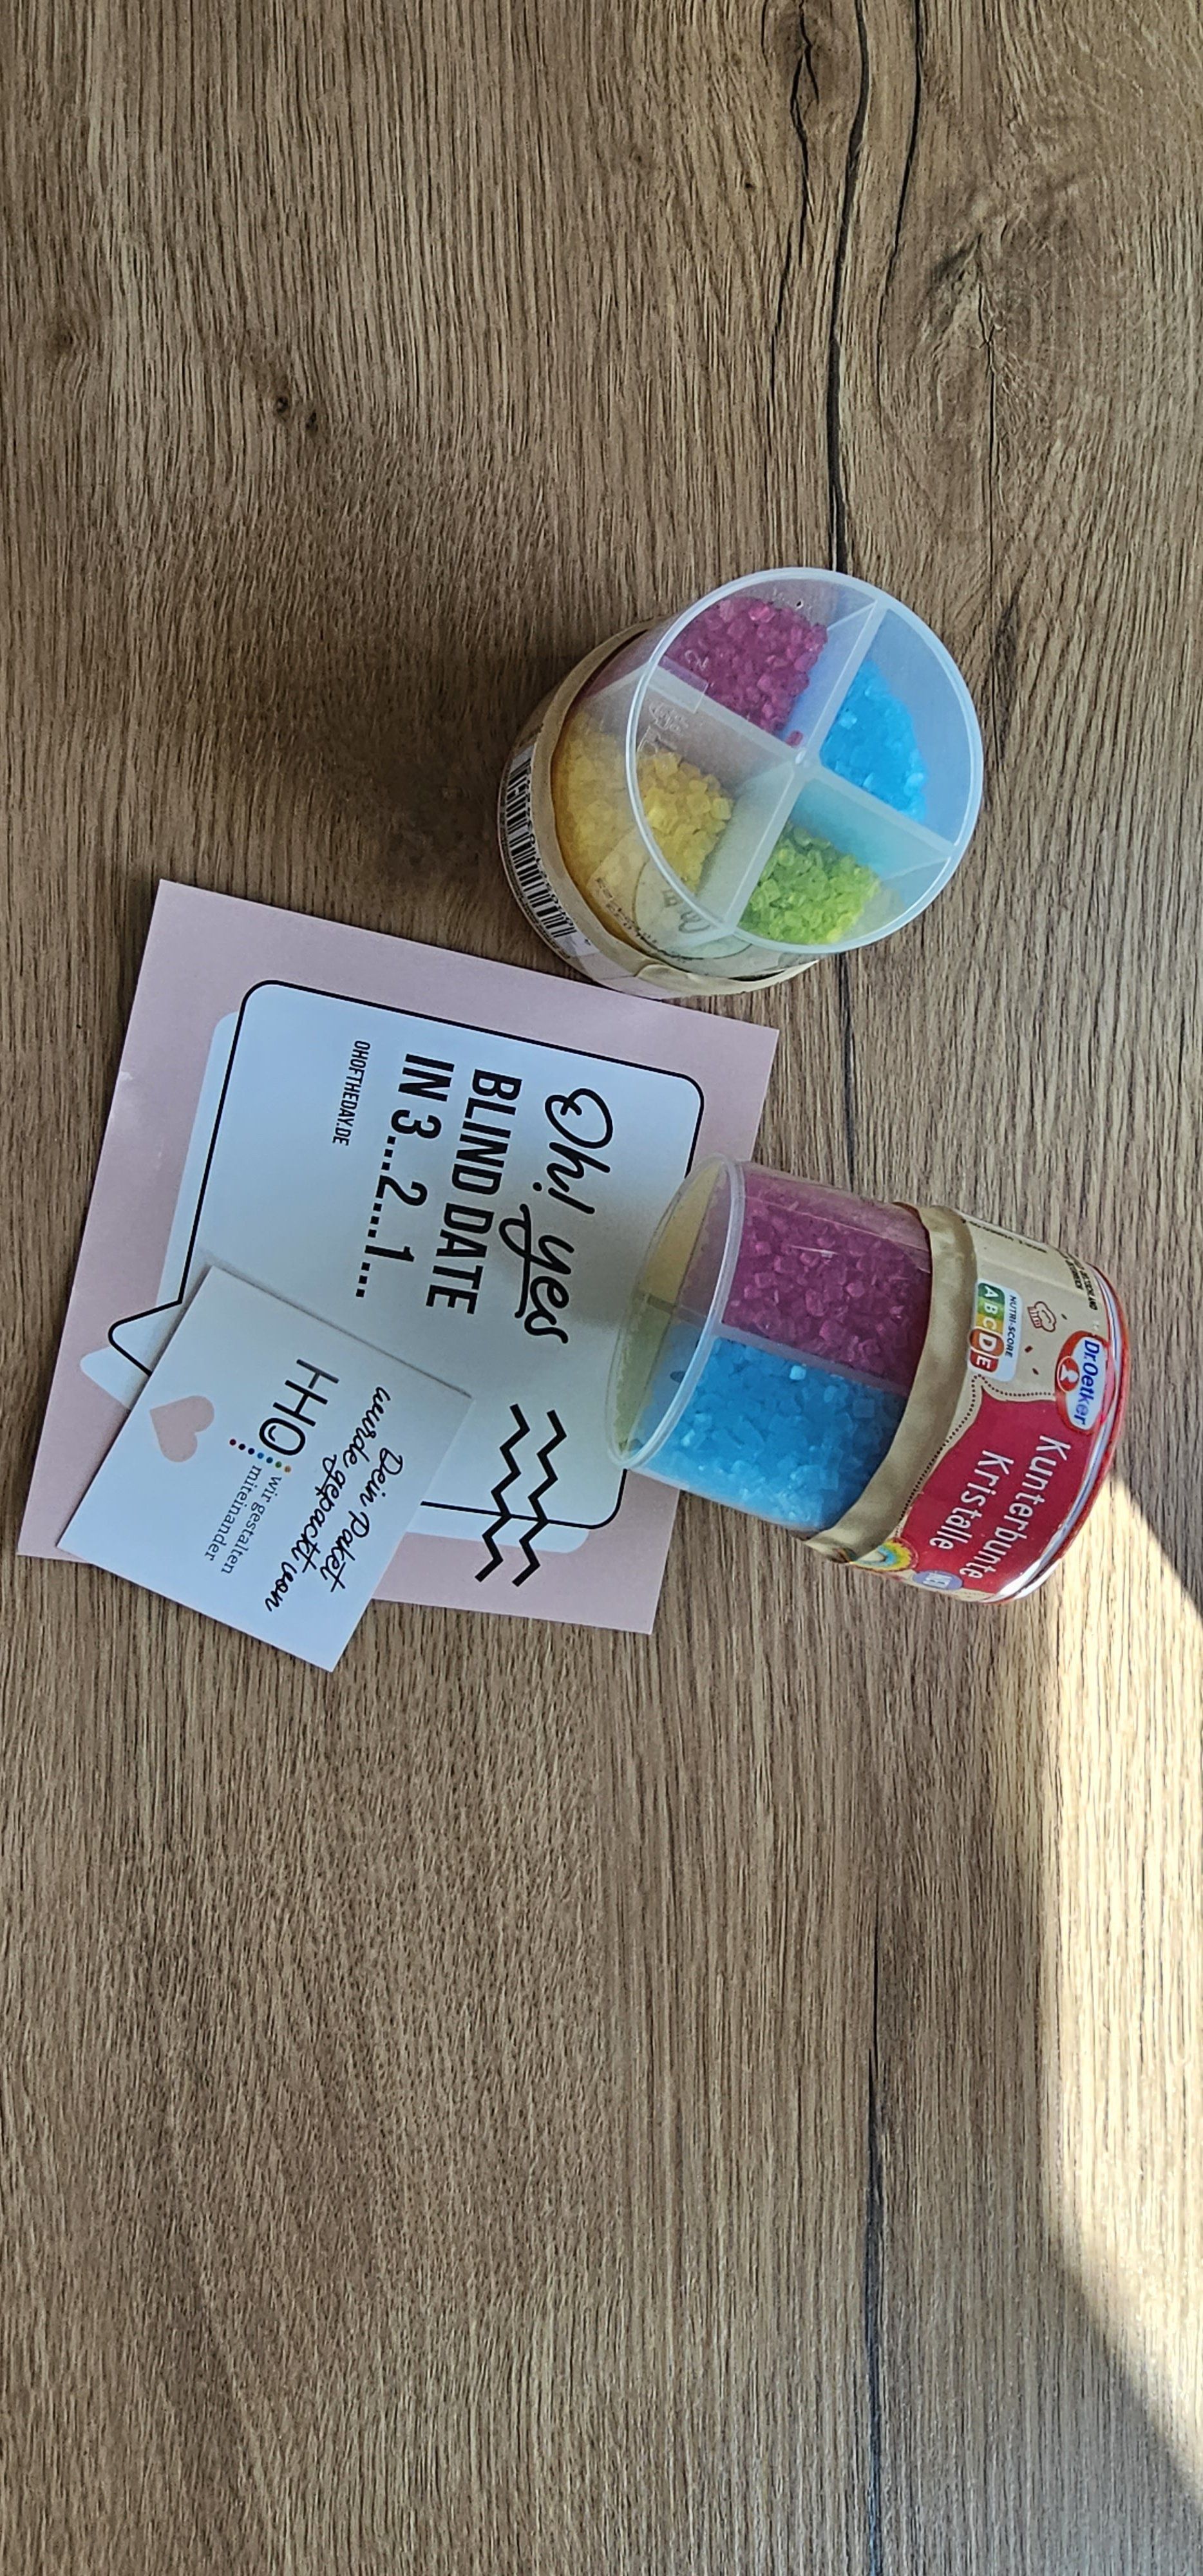 Oh! yes
BLIND DATE
IN 3...2...1...
OHOFTHEDAY.DE
Dein Paket
wurde gepackt von
HHO
wir gestalten
miteinander
Dr.Oetker
Kunterbunte
Kristalle
NUTRI-SCORE
A B C D E